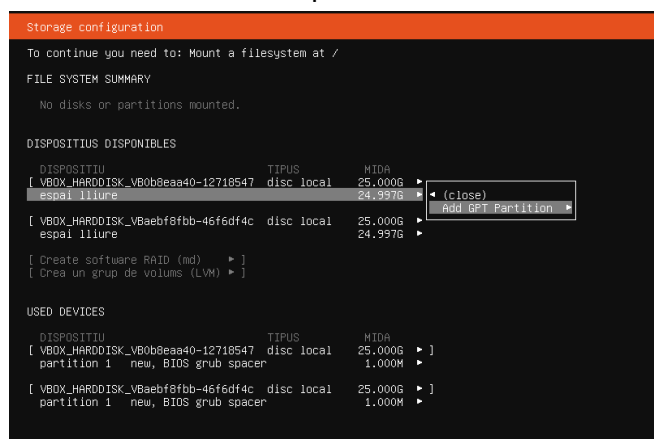 Storage configuration
To continue you need to: Mount a filesystem at /
FILE SYSTEM SUMMARY
No disks or partitions mounted.
DISPOSITIUS DISPONIBLES
DISPOSITIU TIPUS MIDA
[ VBOX_HARDDISK_VB0b8eaa40-12718547 disc local 25.000G ▸
espai lliure 24.997G ▸ ◂ (close)
Add GPT Partition ▸
[ VBOX_HARDDISK_VBaebf8fbb-46f6df4c disc local 25.000G ▸
espai lliure 24.997G ▸
[ Create software RAID (md) ▸ ]
[ Crea un grup de volums (LVM) ▸ ]
USED DEVICES
DISPOSITIU TIPUS MIDA
[ VBOX_HARDDISK_VB0b8eaa40-12718547 disc local 25.000G ▸ ]
partition 1 new, BIOS grub spacer 1.000M ▸
[ VBOX_HARDDISK_VBaebf8fbb-46f6df4c disc local 25.000G ▸ ]
partition 1 new, BIOS grub spacer 1.000M ▸